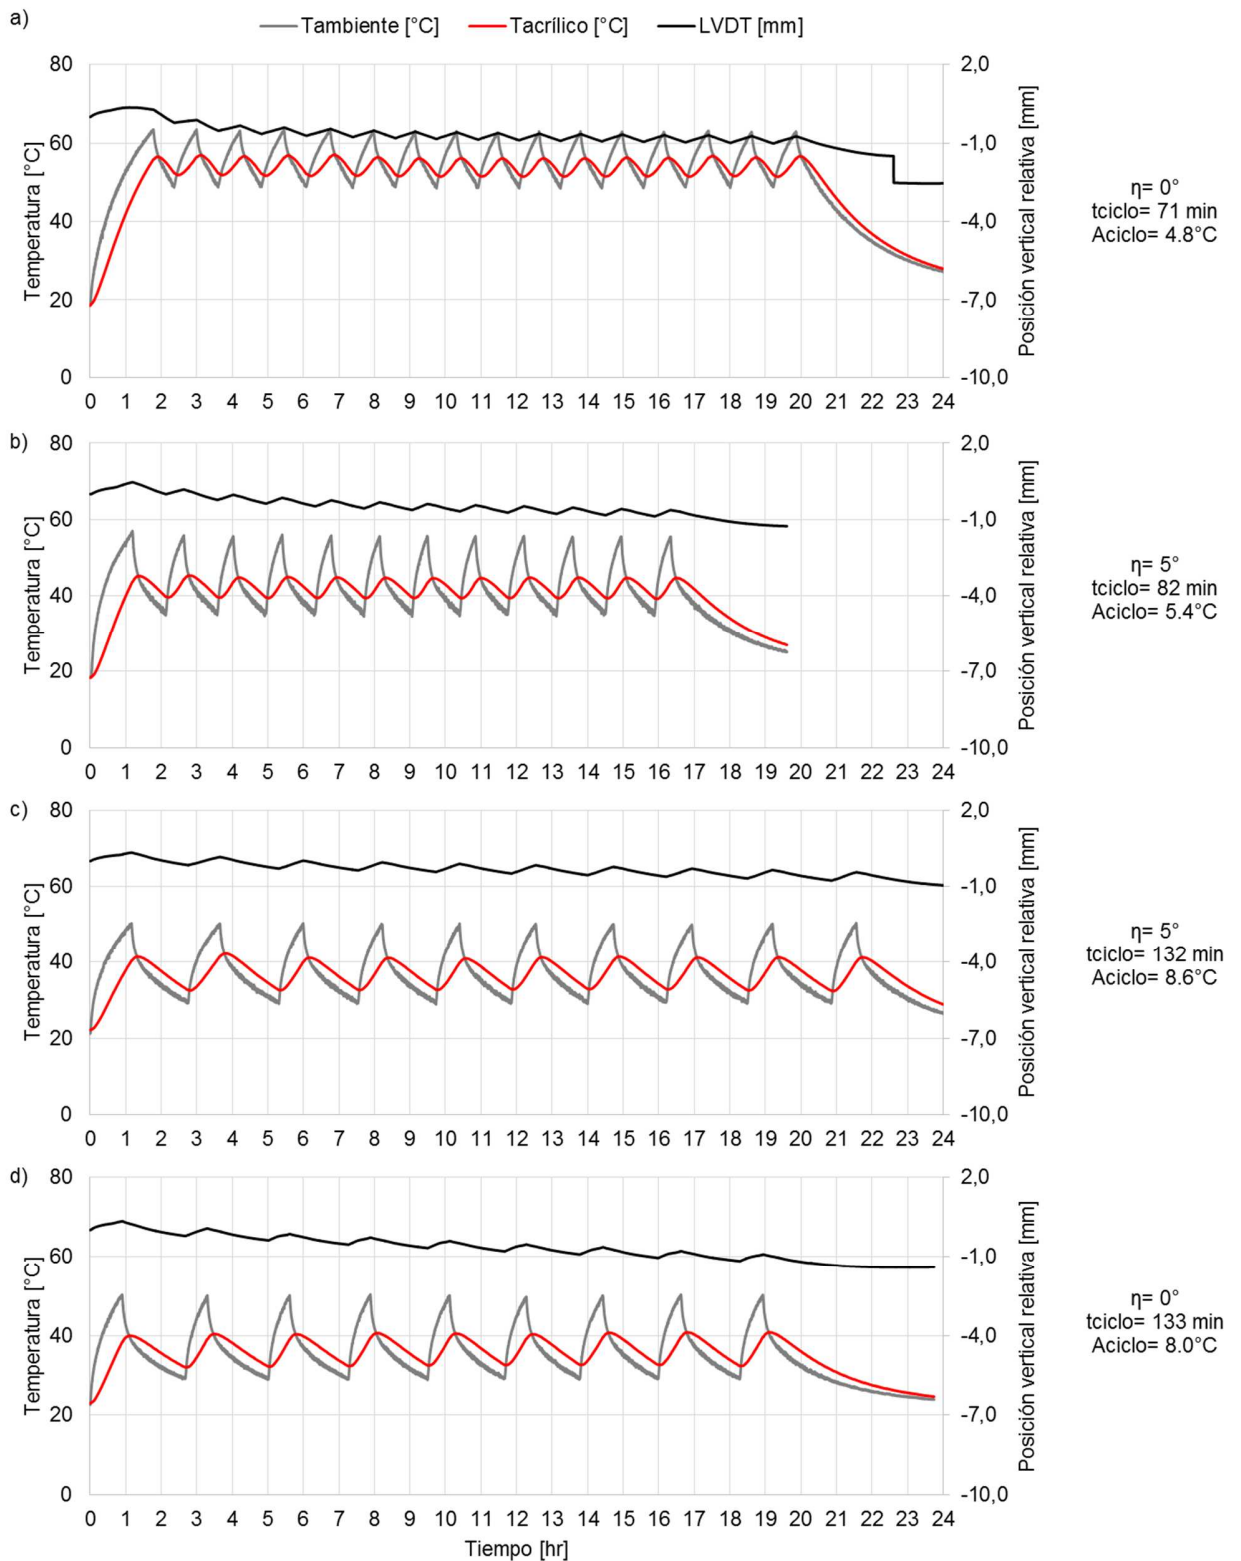 a)
Tambiente [°C] Tacrílico [°C] LVDT [mm]
Temperatura [°C]
80
60
40
20
0
2,0
-1,0
-4,0
-7,0
-10,0
Posición vertical relativa [mm]
0 1 2 3 4 5 6 7 8 9 10 11 12 13 14 15 16 17 18 19 20 21 22 23 24
η= 0°
tciclo= 71 min
Aciclo= 4.8°C
b)
Temperatura [°C]
80
60
40
20
0
2,0
-1,0
-4,0
-7,0
-10,0
Posición vertical relativa [mm]
0 1 2 3 4 5 6 7 8 9 10 11 12 13 14 15 16 17 18 19 20 21 22 23 24
η= 5°
tciclo= 82 min
Aciclo= 5.4°C
c)
Temperatura [°C]
80
60
40
20
0
2,0
-1,0
-4,0
-7,0
-10,0
Posición vertical relativa [mm]
0 1 2 3 4 5 6 7 8 9 10 11 12 13 14 15 16 17 18 19 20 21 22 23 24
η= 5°
tciclo= 132 min
Aciclo= 8.6°C
d)
Temperatura [°C]
80
60
40
20
0
2,0
-1,0
-4,0
-7,0
-10,0
Posición vertical relativa [mm]
0 1 2 3 4 5 6 7 8 9 10 11 12 13 14 15 16 17 18 19 20 21 22 23 24
Tiempo [hr]
η= 0°
tciclo= 133 min
Aciclo= 8.0°C